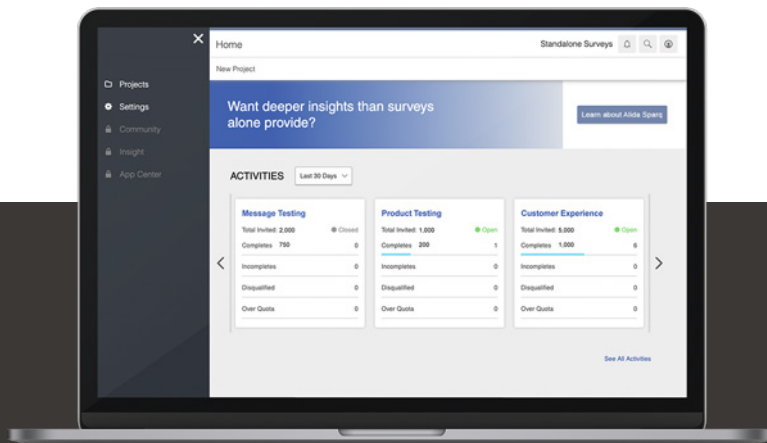 Home
Standalone Surveys
New Project
Projects
Settings
Community
Insight
App Center
Want deeper insights than surveys
alone provide?
Learn about Alida Sparq
ACTIVITIES
Last 30 Days
Message Testing
Total Invited: 2,000
Closed
Completes 750
0
Incompletes
0
Disqualified
0
Over Quota
0
Product Testing
Total Invited: 1,000
Open
Completes 200
1
Incompletes
0
Disqualified
0
Over Quota
0
Customer Experience
Total Invited: 5,000
Open
Completes 1,000
6
Incompletes
0
Disqualified
0
Over Quota
0
See All Activities